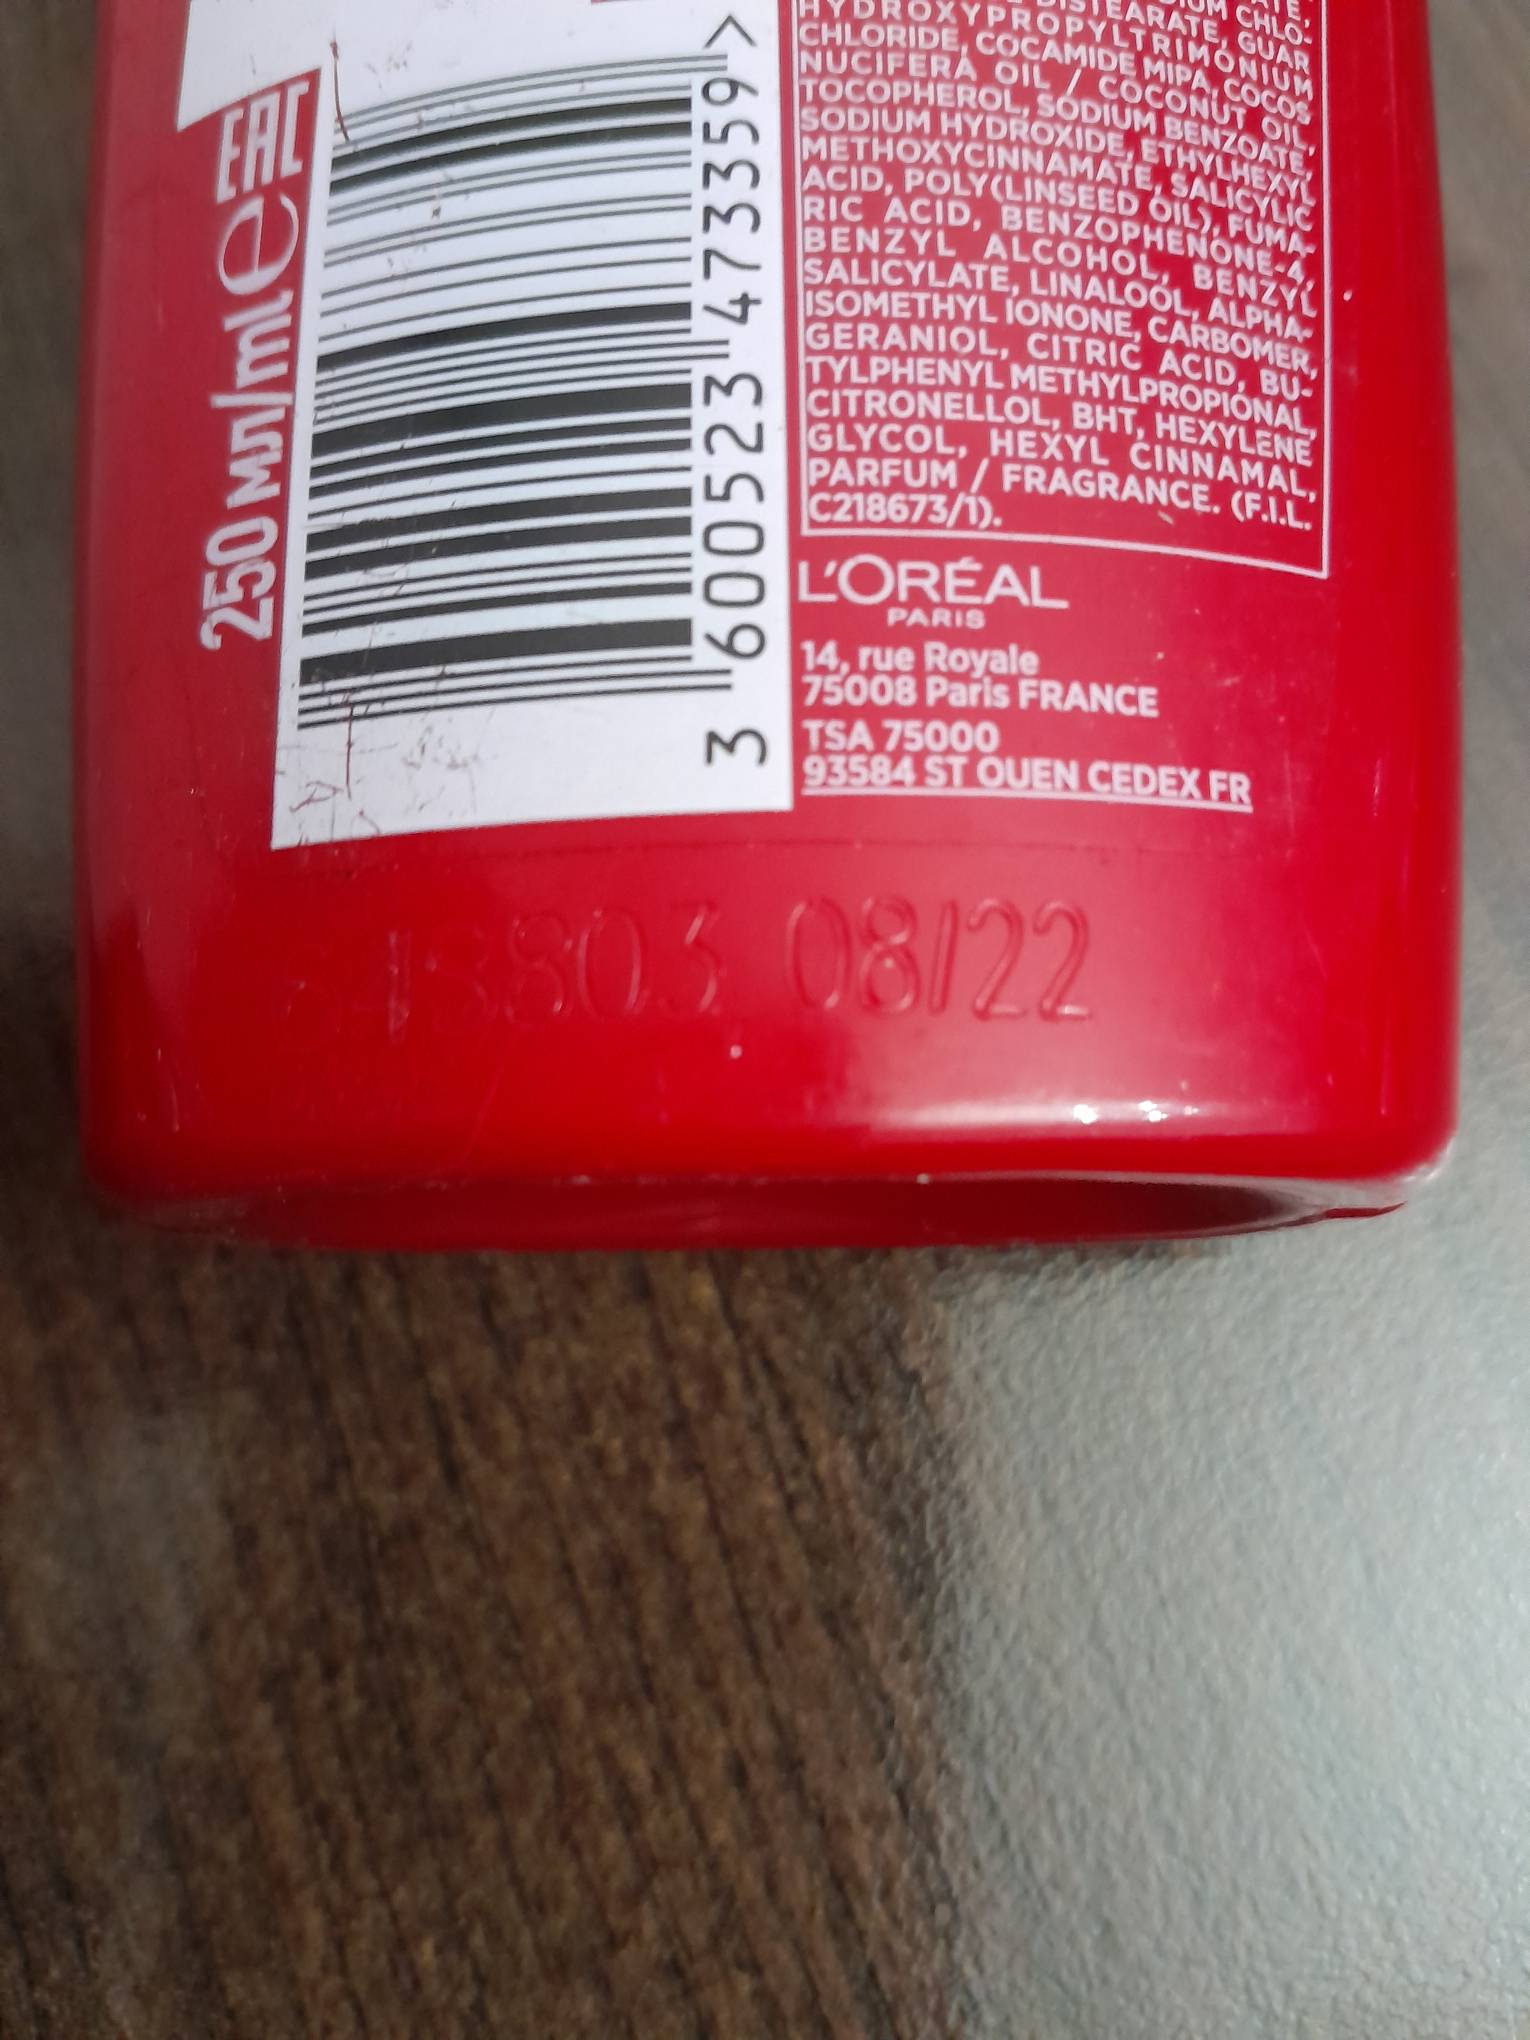 DISTEARATE, GUAR
HYDROXYPROPYLTRIMONIUM
CHLORIDE, COCAMIDE MIPA, COCOS
NUCIFERA OIL / COCONUT OIL,
TOCOPHEROL, SODIUM BENZOATE,
SODIUM HYDROXIDE, ETHYLHEXYL
METHOXYCINNAMATE, SALICYLIC
ACID, POLY(LINSEED OIL), FUMA-
RIC ACID, BENZOPHENONE-4,
BENZYL ALCOHOL, BENZYL
SALICYLATE, LINALOOL, ALPHA-
ISOMETHYL IONONE, CARBOMER,
GERANIOL, CITRIC ACID, BU-
TYLPHENYL METHYLPROPIONAL,
CITRONELLOL, BHT, HEXYLENE
GLYCOL, HEXYL CINNAMAL,
PARFUM / FRAGRANCE. (F.I.L.
C218673/1).
L'ORÉAL
PARIS
14, rue Royale
75008 Paris FRANCE
TSA 75000
93584 ST OUEN CEDEX FR
3 600523 473359 >
250 мл/ml e
EAC
08/22